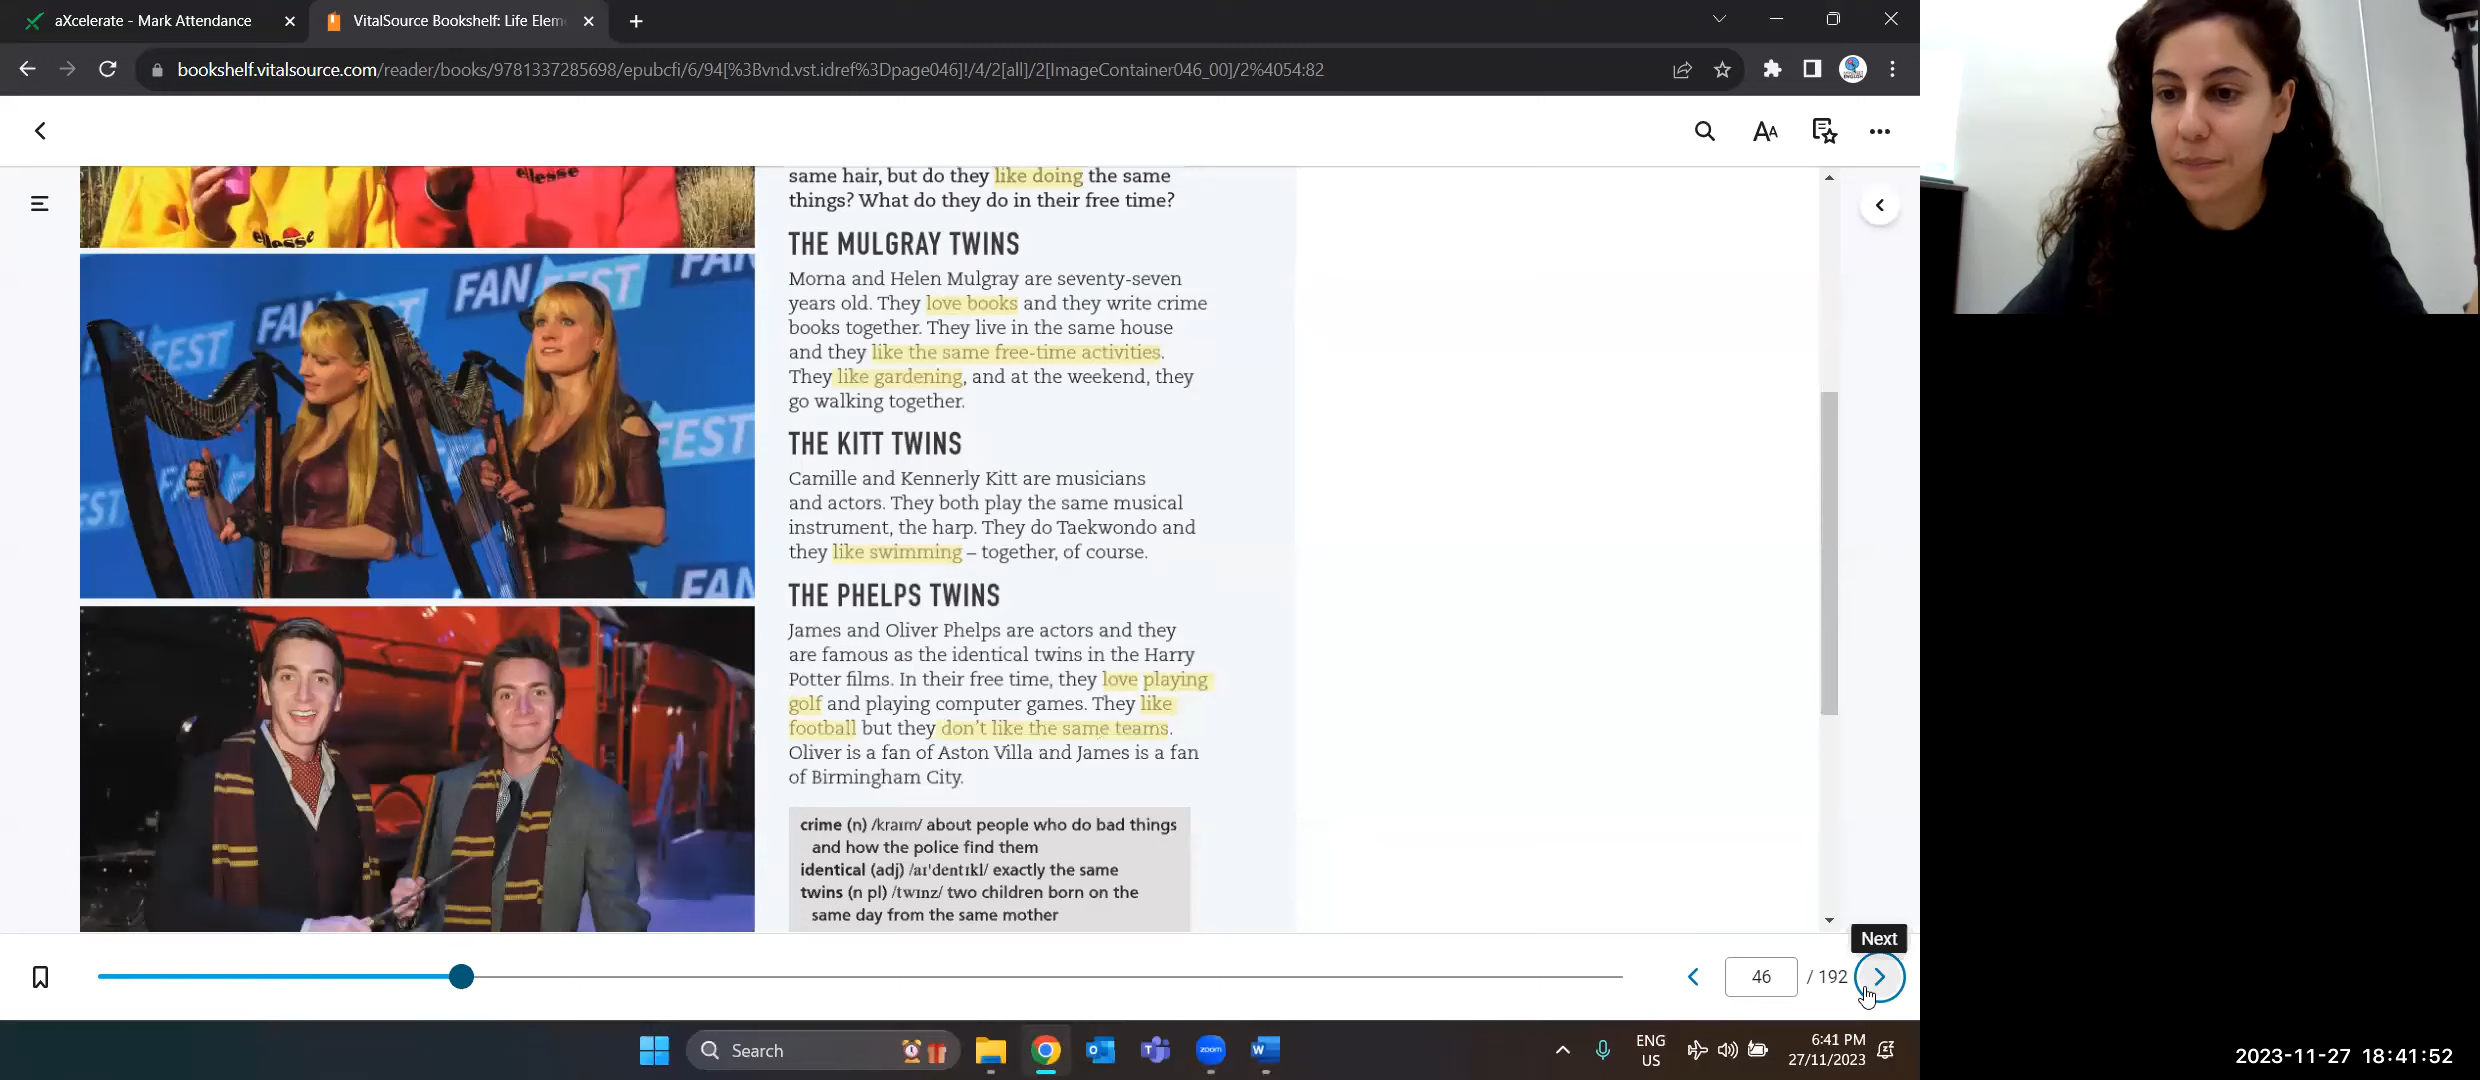 aXcelerate - Mark Attendance
VitalSource Bookshelf: Life Elem
bookshelf.vitalsource.com/reader/books/9781337285698/epubcfi/6/94[%3Bvnd.vst.idref%3Dpage046]!/4/2[all]/2[ImageContainer046_00]/2%4054:82
AA
ellesse
ellesse
same hair, but do they like doing the same
things? What do they do in their free time?
THE MULGRAY TWINS
Morna and Helen Mulgray are seventy-seven
years old. They love books and they write crime
books together. They live in the same house
and they like the same free-time activities.
They like gardening, and at the weekend, they
go walking together.
FAN FEST
FAN
FAN
FEST
FEST
EST
FAN
THE KITT TWINS
Camille and Kennerly Kitt are musicians
and actors. They both play the same musical
instrument, the harp. They do Taekwondo and
they like swimming – together, of course.
THE PHELPS TWINS
James and Oliver Phelps are actors and they
are famous as the identical twins in the Harry
Potter films. In their free time, they love playing
golf and playing computer games. They like
football but they don't like the same teams.
Oliver is a fan of Aston Villa and James is a fan
of Birmingham City.
crime (n) /kraɪm/ about people who do bad things
and how the police find them
identical (adj) /aɪˈdentɪkl/ exactly the same
twins (n pl) /twɪnz/ two children born on the
same day from the same mother
Next
46 / 192
Search
zoom
ENG
US
6:41 PM
27/11/2023
2023-11-27 18:41:52